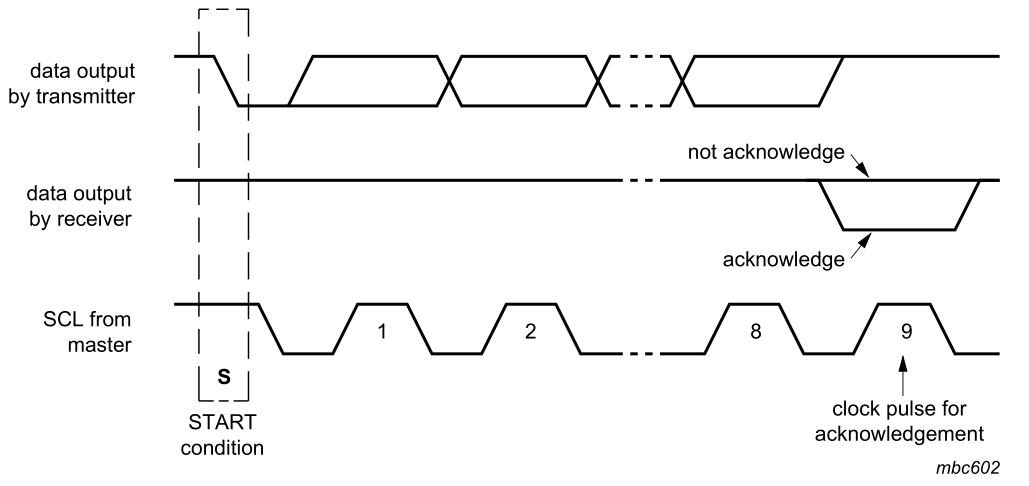 data output
by transmitter
not acknowledge
data output
by receiver
acknowledge
SCL from
master
1
2
8
9
S
START
condition
clock pulse for
acknowledgement
mbc602